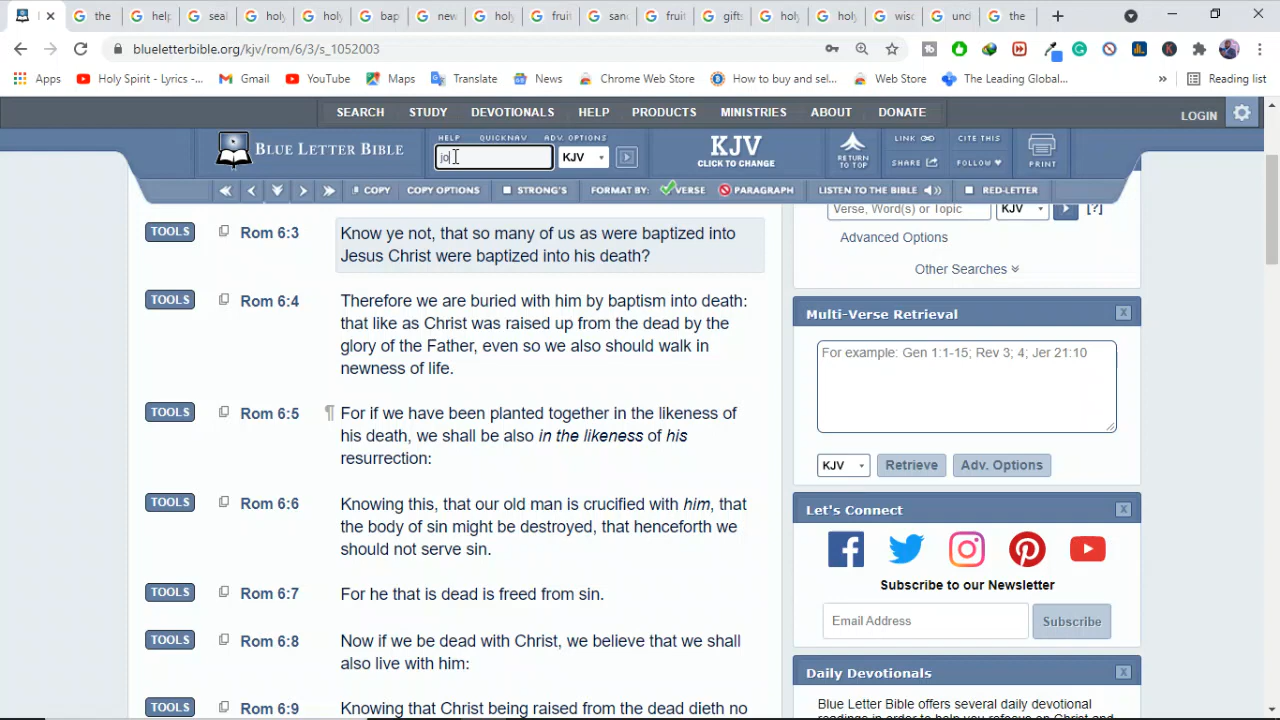 the
help
seal
holy
holy
bap
new
holy
fruit
sand
fruit
gifts
holy
holy
wisd
und
the
blueletterbible.org/kjv/rom/6/3/s_1052003
Apps
Holy Spirit - Lyrics -...
Gmail
YouTube
Maps
Translate
News
Chrome Web Store
How to buy and sel...
Web Store
The Leading Global...
»
Reading list
SEARCH STUDY DEVOTIONALS HELP PRODUCTS MINISTRIES ABOUT DONATE
LOGIN
BLUE LETTER BIBLE
HELP QUICKNAV ADV. OPTIONS
jo
KJV
KJV
CLICK TO CHANGE
RETURN
TO TOP
LINK
SHARE
CITE THIS
FOLLOW
PRINT
COPY COPY OPTIONS STRONG'S FORMAT BY: VERSE PARAGRAPH LISTEN TO THE BIBLE RED-LETTER
TOOLS Rom 6:3 Know ye not, that so many of us as were baptized into
Jesus Christ were baptized into his death?
TOOLS Rom 6:4 Therefore we are buried with him by baptism into death:
that like as Christ was raised up from the dead by the
glory of the Father, even so we also should walk in
newness of life.
TOOLS Rom 6:5 ¶ For if we have been planted together in the likeness of
his death, we shall be also in the likeness of his
resurrection:
TOOLS Rom 6:6 Knowing this, that our old man is crucified with him, that
the body of sin might be destroyed, that henceforth we
should not serve sin.
TOOLS Rom 6:7 For he that is dead is freed from sin.
TOOLS Rom 6:8 Now if we be dead with Christ, we believe that we shall
also live with him:
TOOLS Rom 6:9 Knowing that Christ being raised from the dead dieth no
Verse, Word(s) or Topic KJV [?]
Advanced Options
Other Searches
Multi-Verse Retrieval X
For example: Gen 1:1-15; Rev 3; 4; Jer 21:10
KJV Retrieve Adv. Options
Let's Connect X
Subscribe to our Newsletter
Email Address Subscribe
Daily Devotionals X
Blue Letter Bible offers several daily devotional
readings in order to help you refocus on Christ and